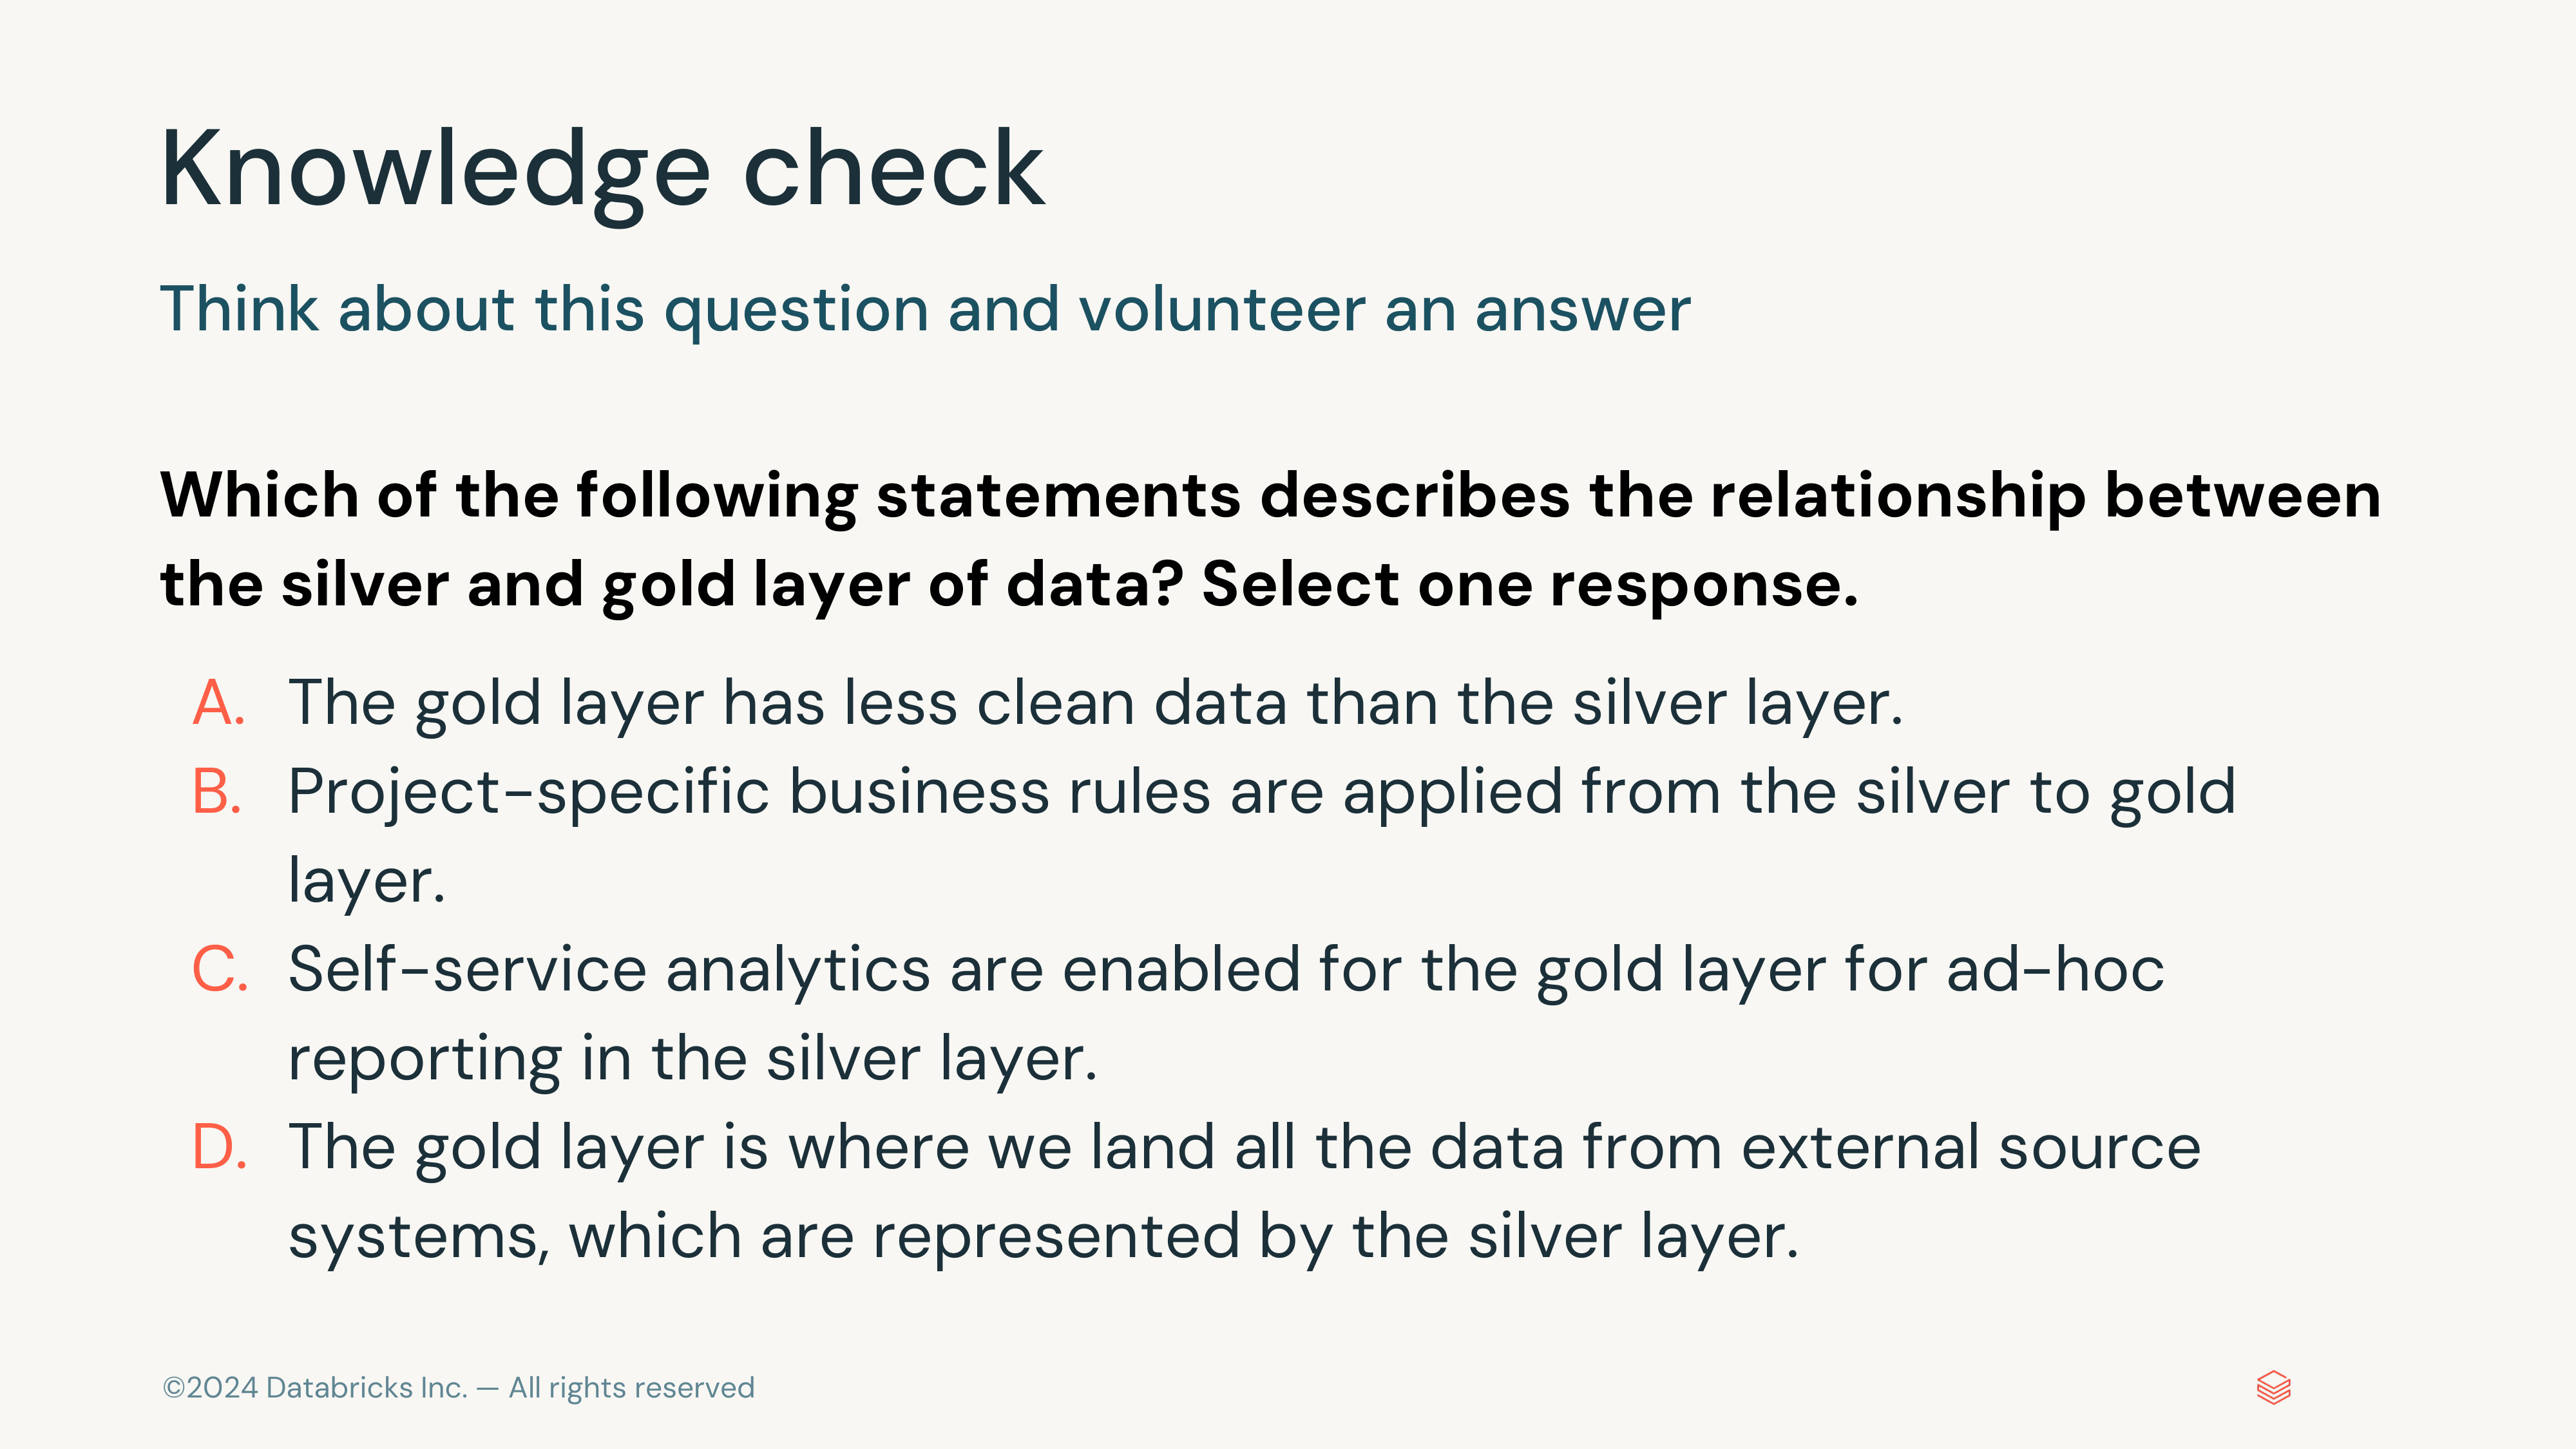 Knowledge check
Think about this question and volunteer an answer
Which of the following statements describes the relationship between
the silver and gold layer of data? Select one response.
A. The gold layer has less clean data than the silver layer.
B. Project-specific business rules are applied from the silver to gold
layer.
C. Self-service analytics are enabled for the gold layer for ad-hoc
reporting in the silver layer.
D. The gold layer is where we land all the data from external source
systems, which are represented by the silver layer.
©2024 Databricks Inc. — All rights reserved